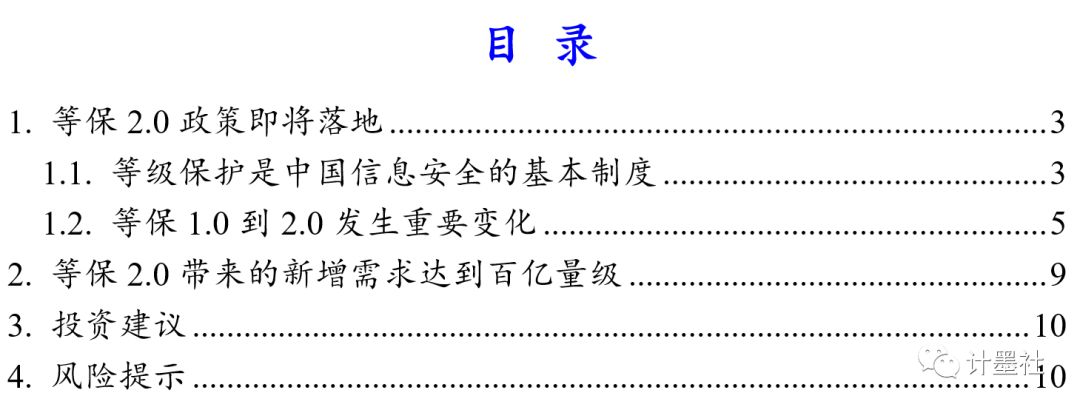 目 录
1. 等保 2.0 政策即将落地 3
1.1. 等级保护是中国信息安全的基本制度 3
1.2. 等保 1.0 到 2.0 发生重要变化 5
2. 等保 2.0 带来的新增需求达到百亿量级 9
3. 投资建议 10
4. 风险提示 10
计墨社